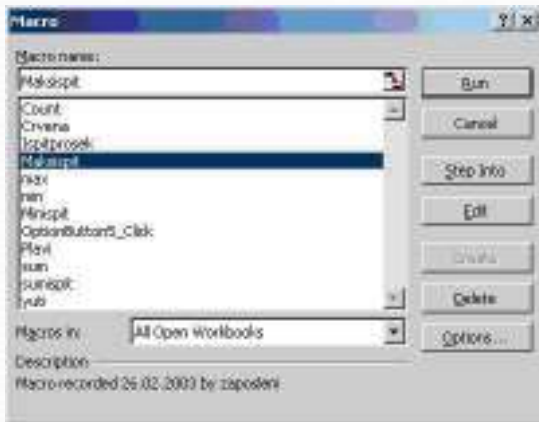 Macro
Macro name:
Maksispit
Run
Count
Crvena
Ispitprosek
Maksispit
max
min
Minispit
OptionButton5_Click
Plavi
sum
sumispit
yuti
Cancel
Step Into
Edit
Create
Delete
Options...
Macros in:
All Open Workbooks
Description
Macro recorded 26.02.2003 by zaposleni